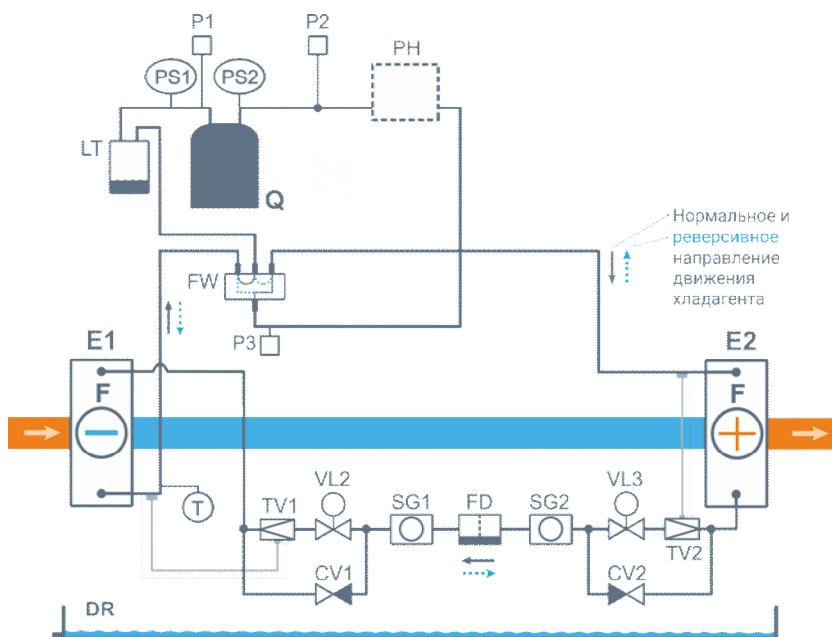 P1
P2
PH
PS1
PS2
LT
Q
Нормальное и
реверсивное
направление
движения
хладагента
FW
P3
E1
E2
F
F
T
TV1
VL2
SG1
FD
SG2
VL3
TV2
CV1
CV2
DR